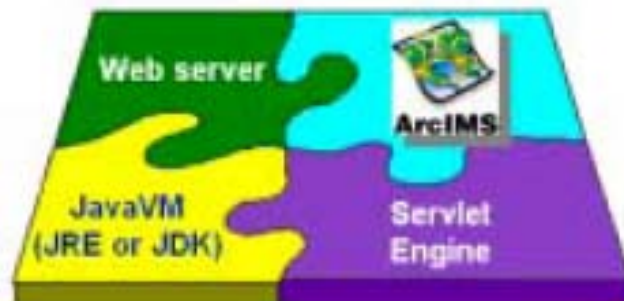 Web server
ArcIMS
JavaVM
(JRE or JDK)
Servlet
Engine